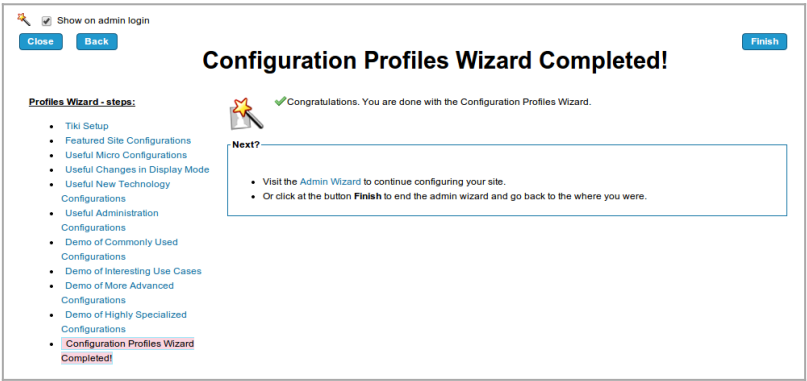 Show on admin login
Close
Back
Finish
Configuration Profiles Wizard Completed!
Profiles Wizard - steps:
Tiki Setup
Featured Site Configurations
Useful Micro Configurations
Useful Changes in Display Mode
Useful New Technology
Configurations
Useful Administration
Configurations
Demo of Commonly Used
Configurations
Demo of Interesting Use Cases
Demo of More Advanced
Configurations
Demo of Highly Specialized
Configurations
Configuration Profiles Wizard
Completed!
Congratulations. You are done with the Configuration Profiles Wizard.
Next?
Visit the Admin Wizard to continue configuring your site.
Or click at the button Finish to end the admin wizard and go back to the where you were.